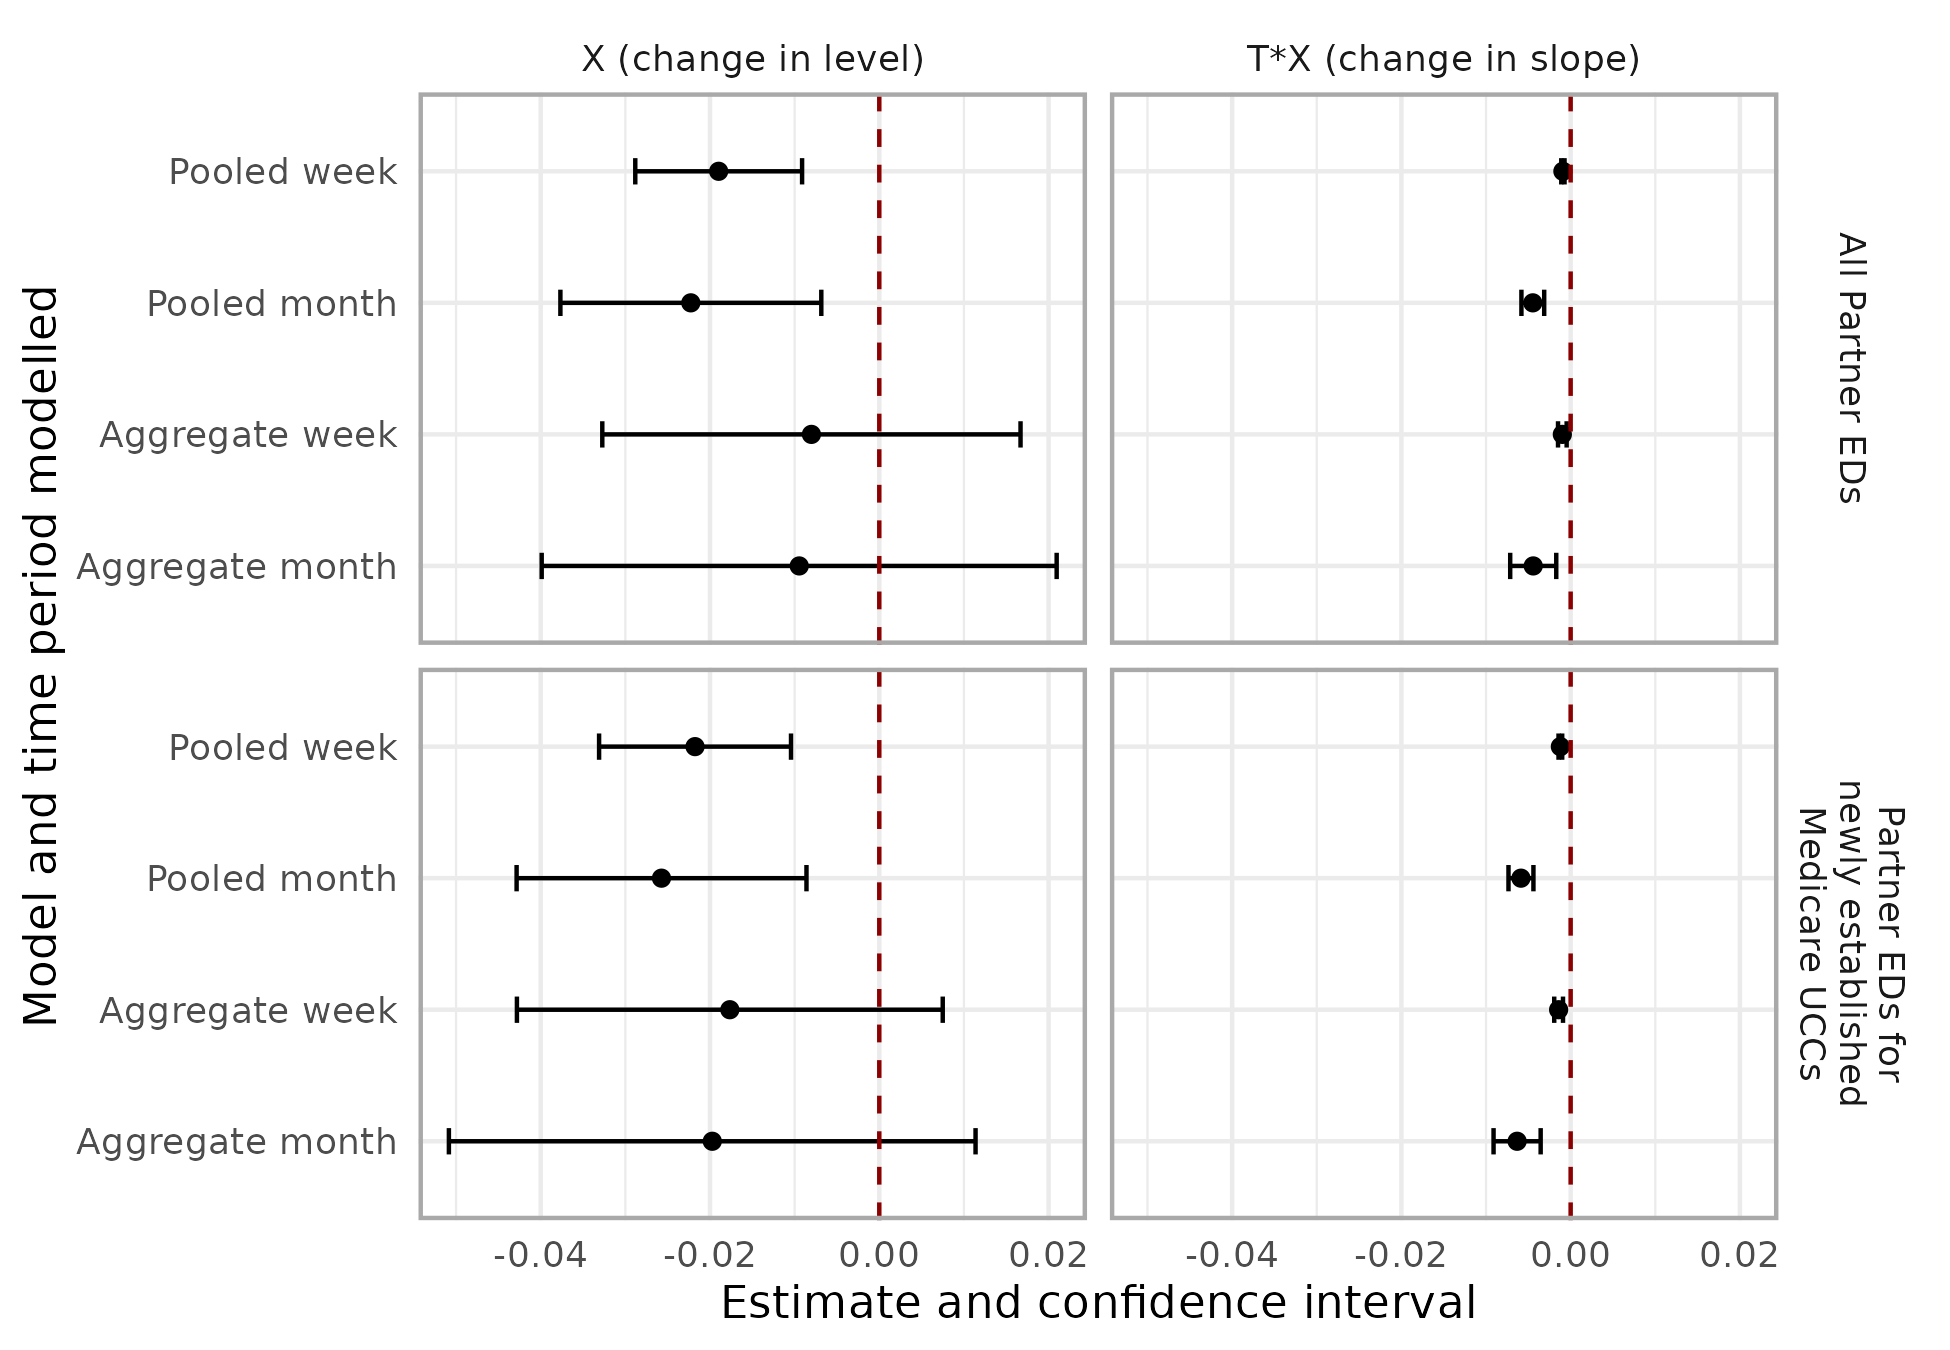 X (change in level)
T*X (change in slope)
Model and time period modelled
Pooled week
Pooled month
Aggregate week
Aggregate month
All Partner EDs
Pooled week
Pooled month
Aggregate week
Aggregate month
Partner EDs for
newly established
Medicare UCCs
-0.04 -0.02 0.00 0.02
-0.04 -0.02 0.00 0.02
Estimate and confidence interval